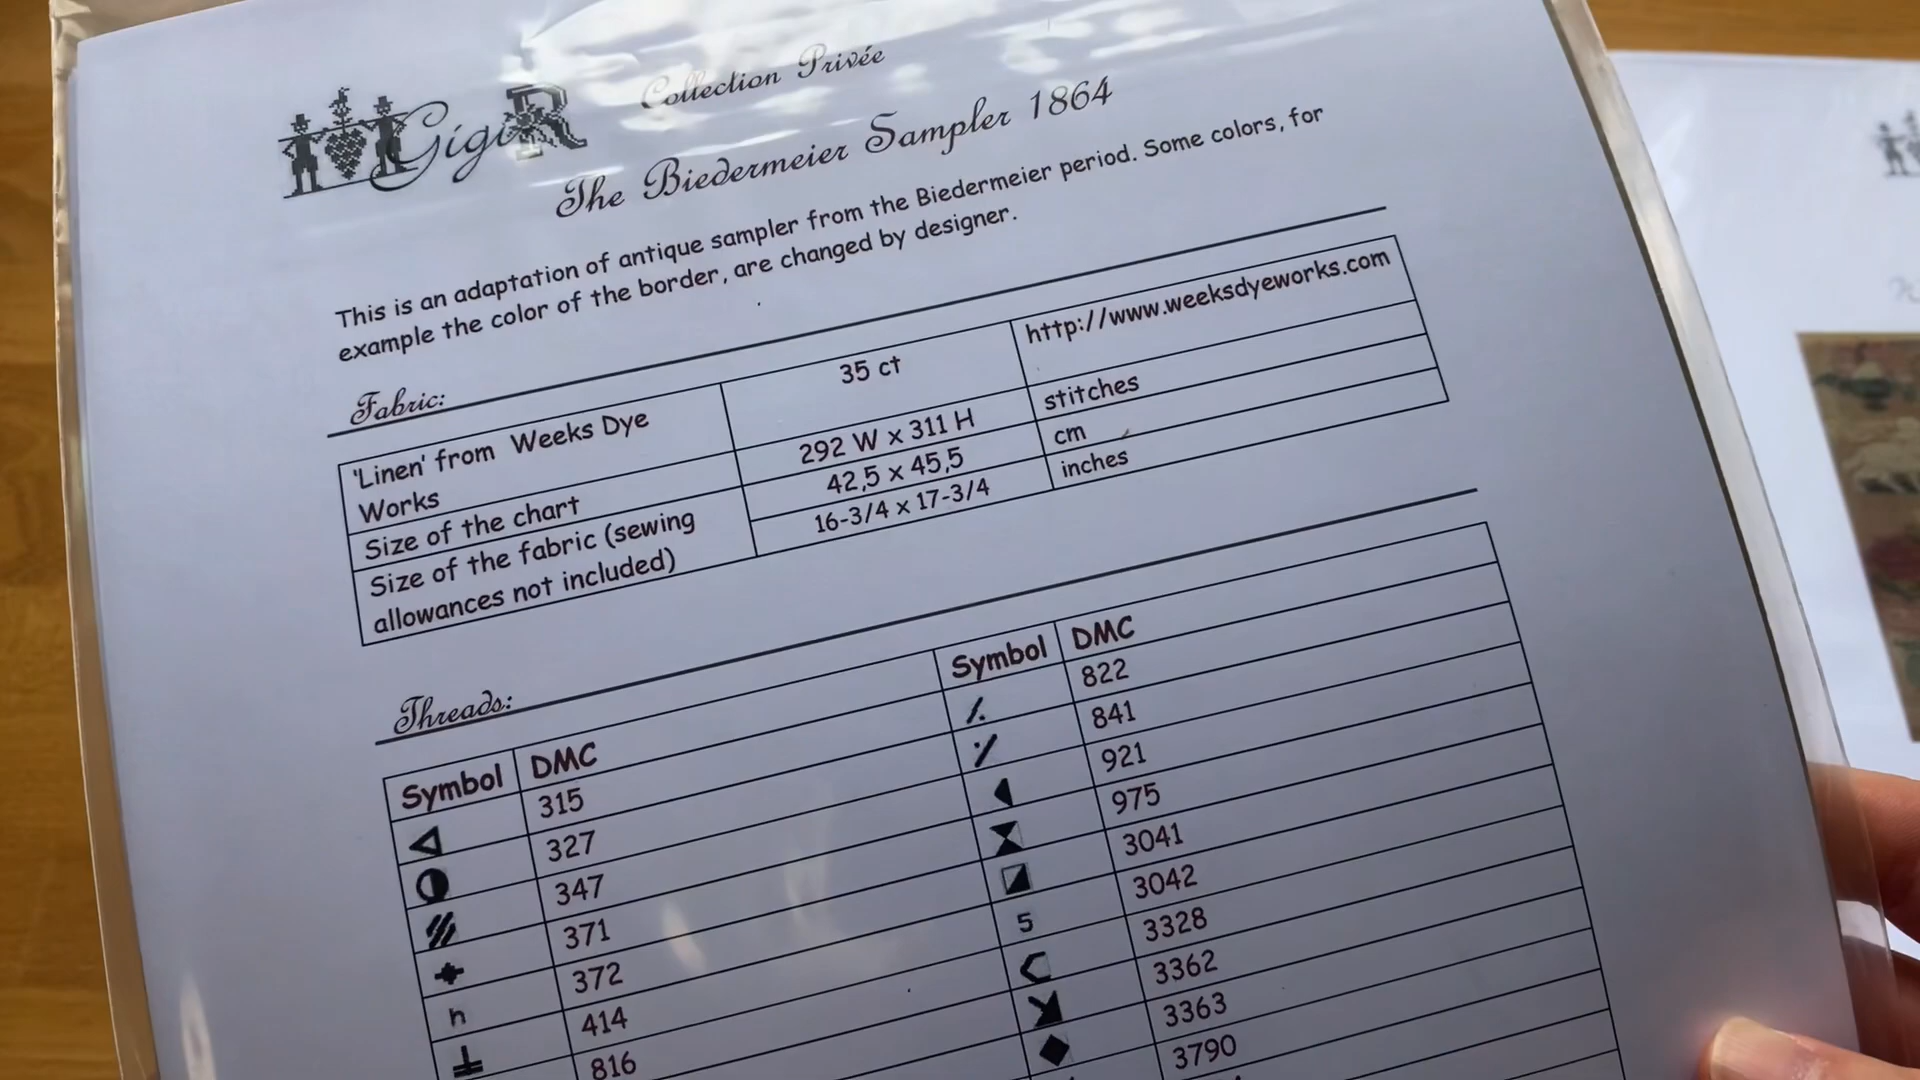 Gigi R
Collection Privée
The Biedermeier Sampler 1864
This is an adaptation of antique sampler from the Biedermeier period. Some colors, for
example the color of the border, are changed by designer.
Fabric:
'Linen' from Weeks Dye
Works
35 ct
http://www.weeksdyeworks.com
Size of the chart
292 W x 311 H
stitches
Size of the fabric (sewing
allowances not included)
42,5 x 45,5
cm
16-3/4 x 17-3/4
inches
Threads:
Symbol DMC
315
327
347
371
372
h
414
816
Symbol DMC
822
841
921
975
3041
3042
5
3328
3362
3363
3790